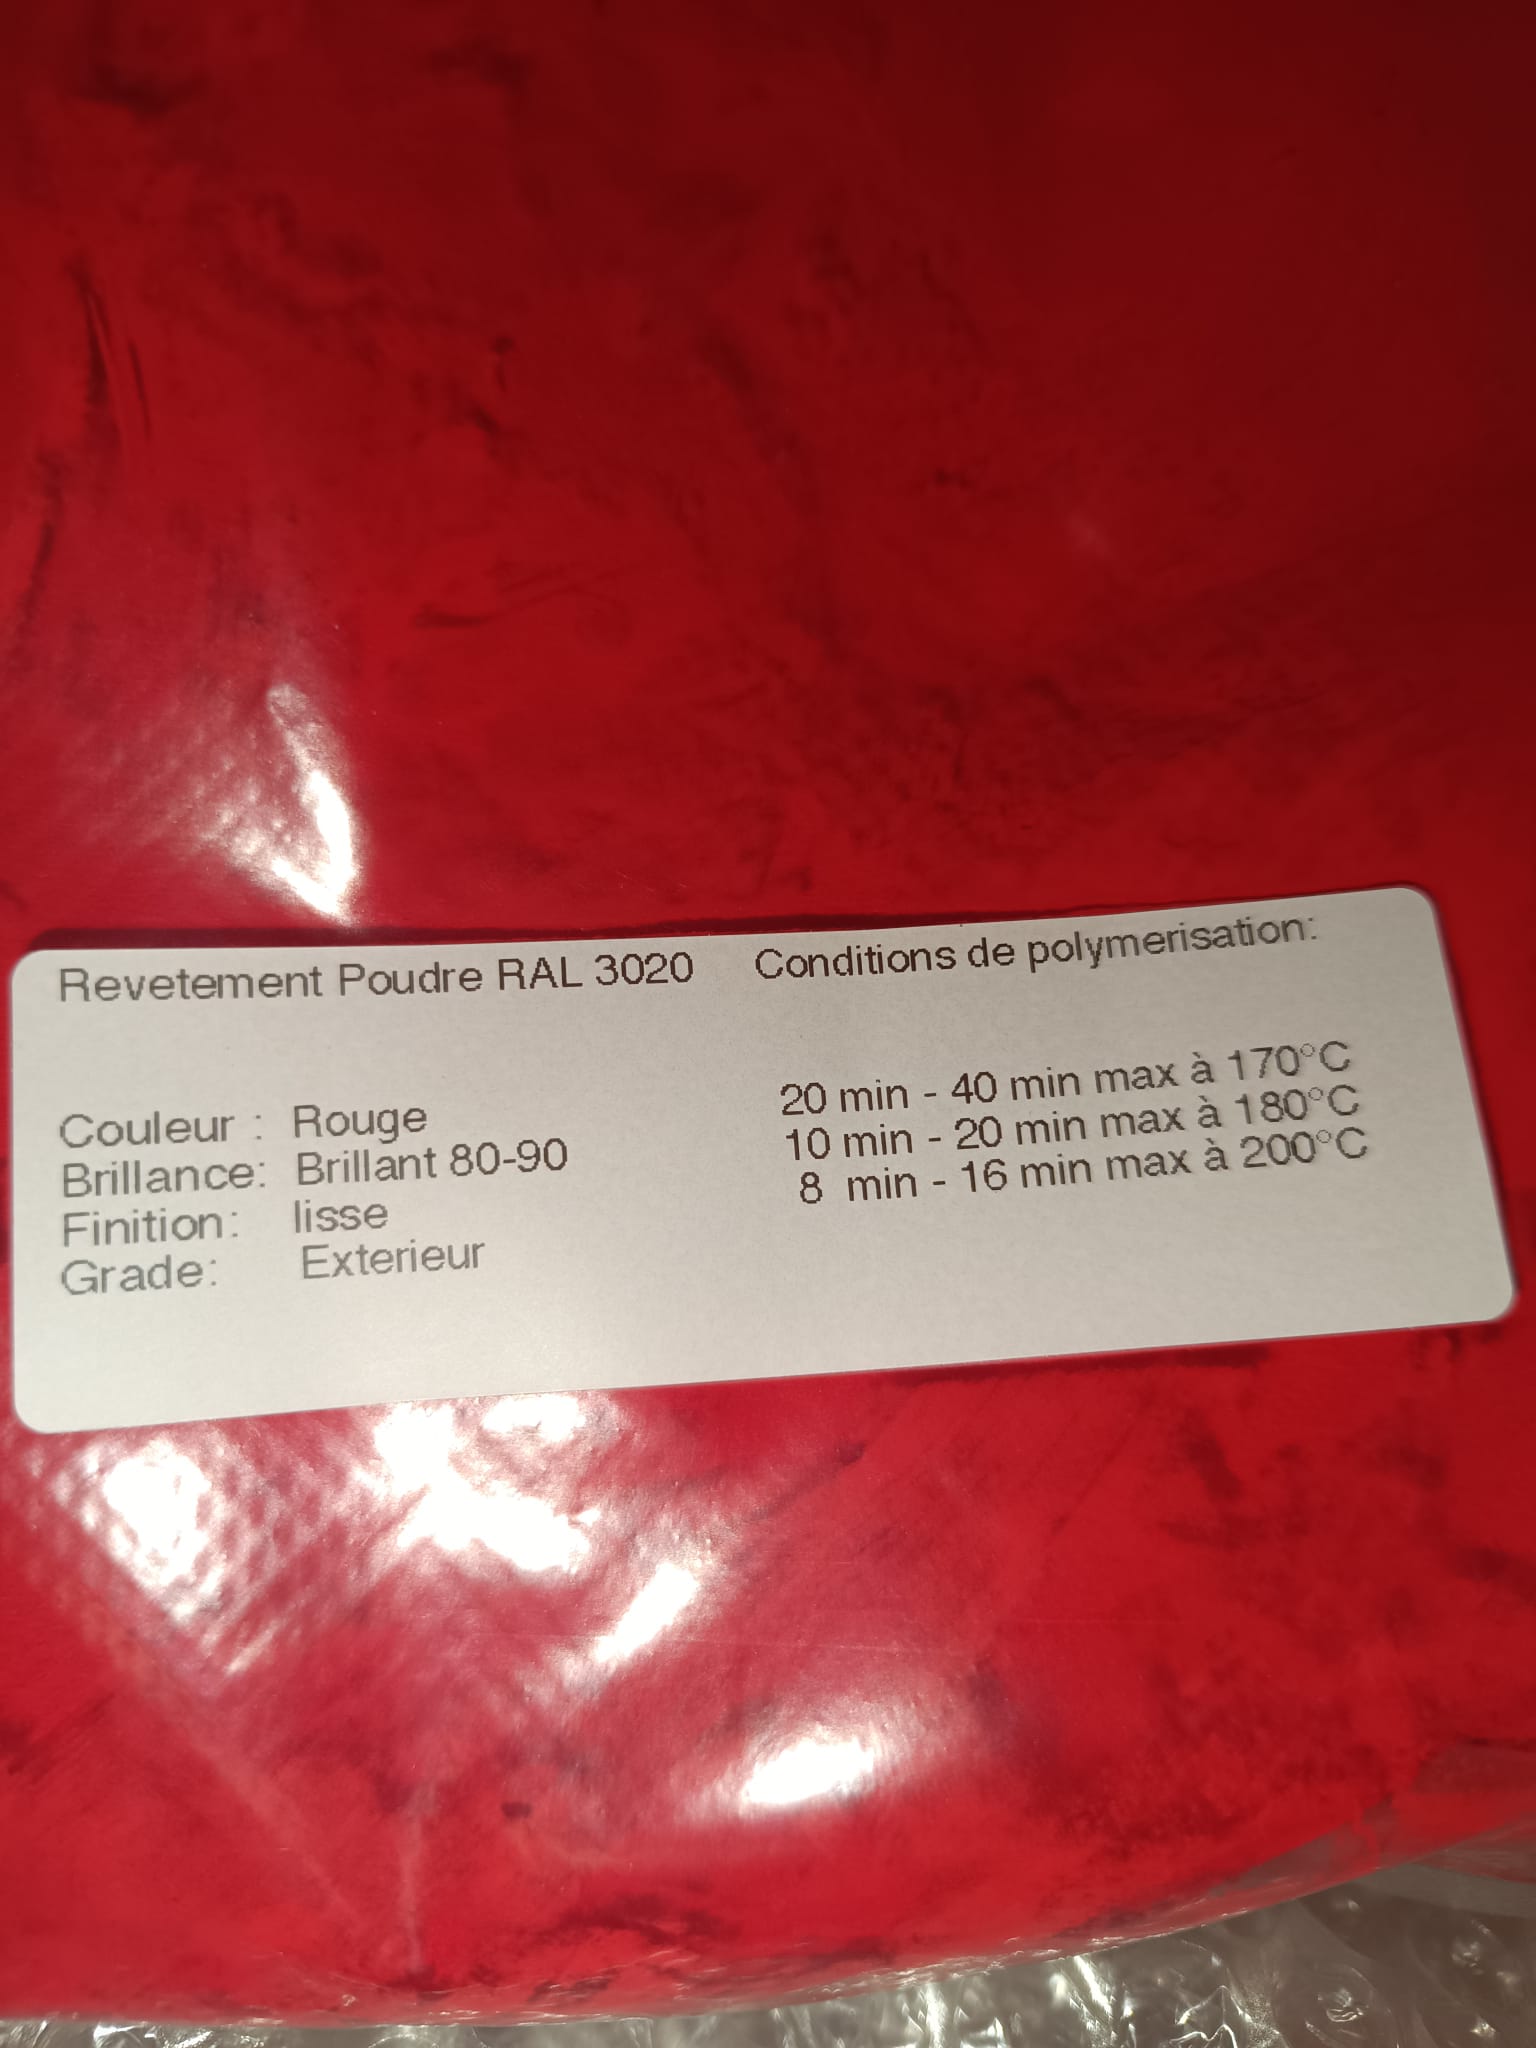 Revetement Poudre RAL 3020
Couleur : Rouge
Brillance: Brillant 80-90
Finition: lisse
Grade: Exterieur
Conditions de polymerisation:
20 min - 40 min max à 170°C
10 min - 20 min max à 180°C
8 min - 16 min max à 200°C